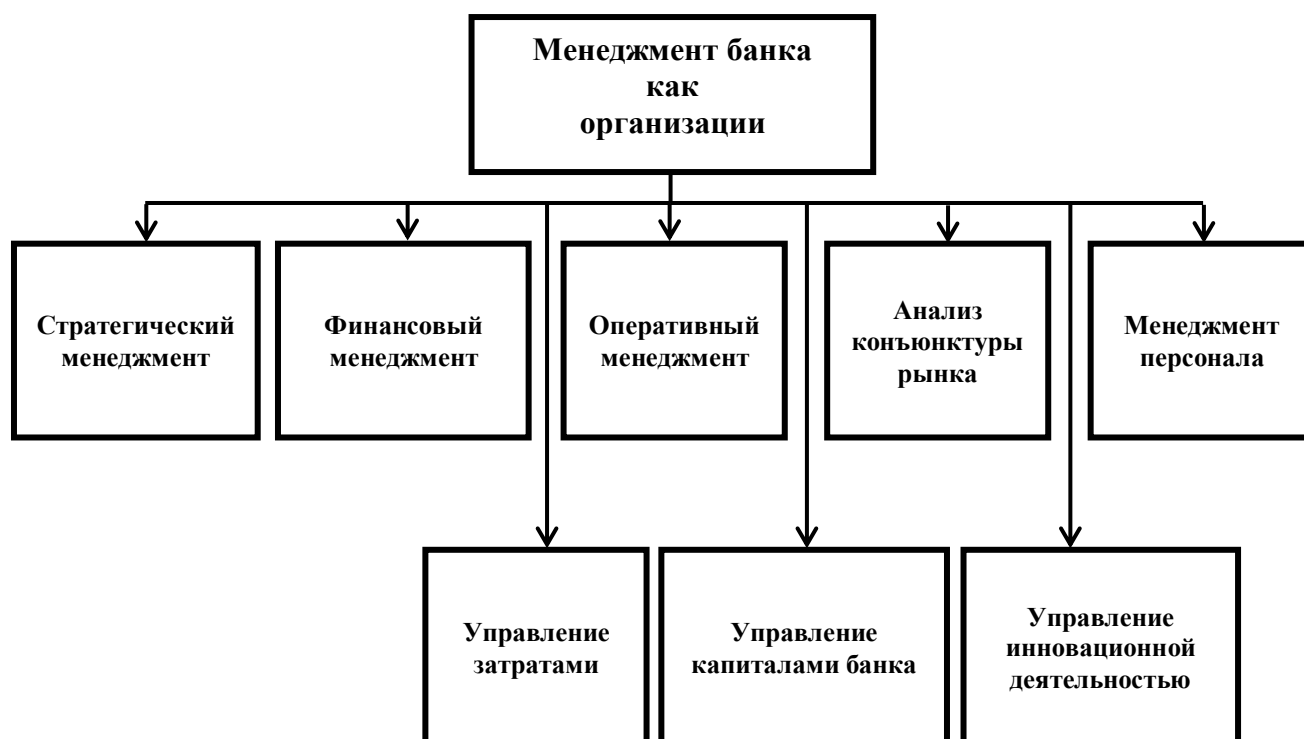 Менеджмент банка
как
организации
Стратегический
менеджмент
Финансовый
менеджмент
Оперативный
менеджмент
Анализ
конъюнктуры
рынка
Менеджмент
персонала
Управление
затратами
Управление
капиталами банка
Управление
инновационной
деятельностью